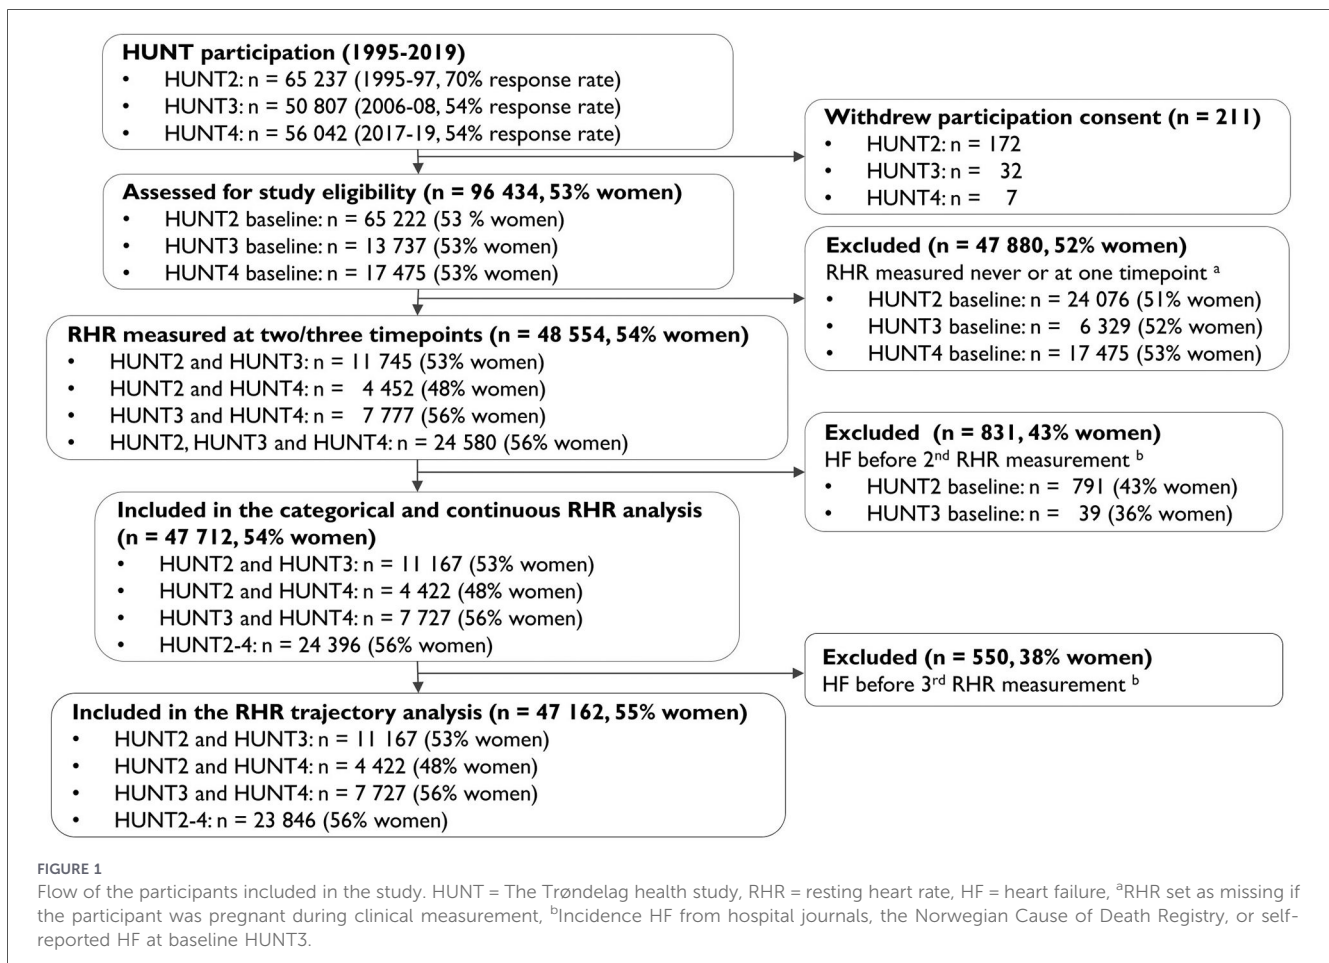 HUNT participation (1995-2019)
• HUNT2: n = 65 237 (1995-97, 70% response rate)
• HUNT3: n = 50 807 (2006-08, 54% response rate)
• HUNT4: n = 56 042 (2017-19, 54% response rate)
Withdrew participation consent (n = 211)
• HUNT2: n = 172
• HUNT3: n = 32
• HUNT4: n = 7
Assessed for study eligibility (n = 96 434, 53% women)
• HUNT2 baseline: n = 65 222 (53 % women)
• HUNT3 baseline: n = 13 737 (53% women)
• HUNT4 baseline: n = 17 475 (53% women)
Excluded (n = 47 880, 52% women)
RHR measured never or at one timepoint a
• HUNT2 baseline: n = 24 076 (51% women)
• HUNT3 baseline: n = 6 329 (52% women)
• HUNT4 baseline: n = 17 475 (53% women)
RHR measured at two/three timepoints (n = 48 554, 54% women)
• HUNT2 and HUNT3: n = 11 745 (53% women)
• HUNT2 and HUNT4: n = 4 452 (48% women)
• HUNT3 and HUNT4: n = 7 777 (56% women)
• HUNT2, HUNT3 and HUNT4: n = 24 580 (56% women)
Excluded (n = 831, 43% women)
HF before 2nd RHR measurement b
• HUNT2 baseline: n = 791 (43% women)
• HUNT3 baseline: n = 39 (36% women)
Included in the categorical and continuous RHR analysis
(n = 47 712, 54% women)
• HUNT2 and HUNT3: n = 11 167 (53% women)
• HUNT2 and HUNT4: n = 4 422 (48% women)
• HUNT3 and HUNT4: n = 7 727 (56% women)
• HUNT2-4: n = 24 396 (56% women)
Excluded (n = 550, 38% women)
HF before 3rd RHR measurement b
Included in the RHR trajectory analysis (n = 47 162, 55% women)
• HUNT2 and HUNT3: n = 11 167 (53% women)
• HUNT2 and HUNT4: n = 4 422 (48% women)
• HUNT3 and HUNT4: n = 7 727 (56% women)
• HUNT2-4: n = 23 846 (56% women)
FIGURE 1
Flow of the participants included in the study. HUNT = The Trøndelag health study, RHR = resting heart rate, HF = heart failure, aRHR set as missing if
the participant was pregnant during clinical measurement, bIncidence HF from hospital journals, the Norwegian Cause of Death Registry, or self-
reported HF at baseline HUNT3.